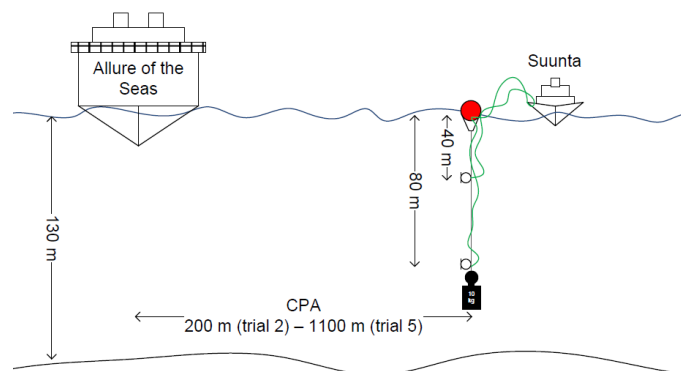 Allure of the
Seas
Suunta
40 m
80 m
130 m
10
kg
CPA
200 m (trial 2) – 1100 m (trial 5)